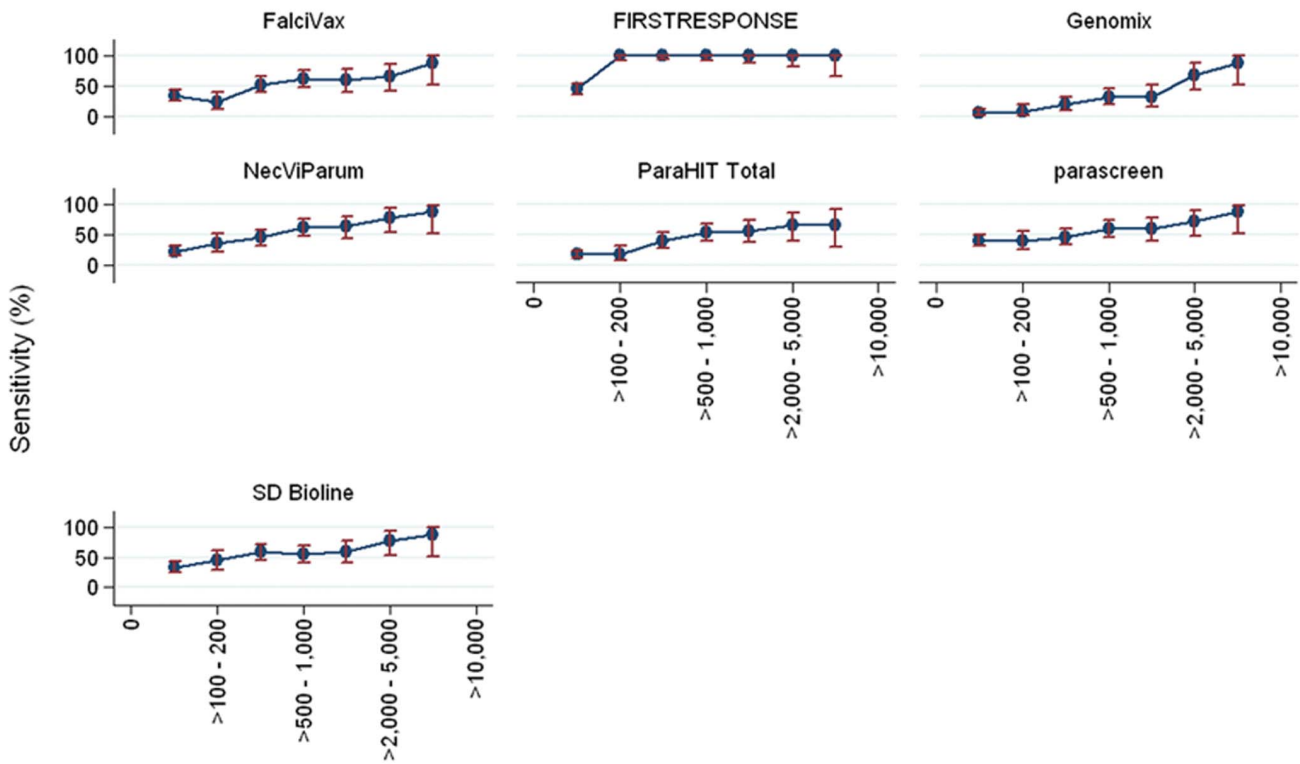 FalciVax
FIRSTRESPONSE
Genomix
100
50
0
NecViParum
ParaHIT Total
parascreen
100
50
0
0
>100 - 200
>500 - 1,000
>2,000 - 5,000
>10,000
0
>100 - 200
>500 - 1,000
>2,000 - 5,000
>10,000
Sensitivity (%)
SD Bioline
100
50
0
0
>100 - 200
>500 - 1,000
>2,000 - 5,000
>10,000